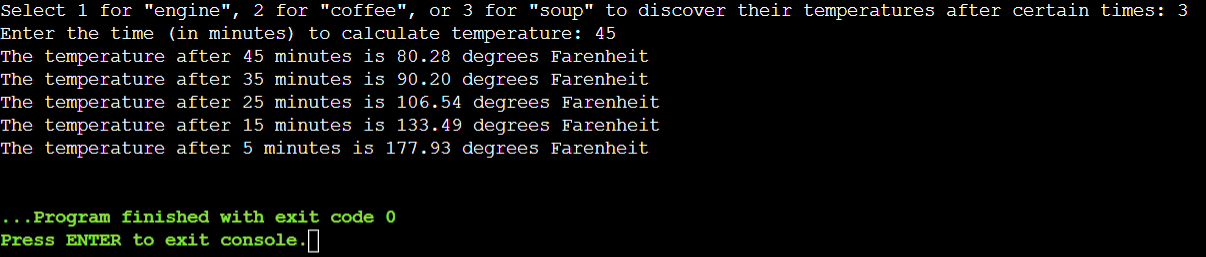 Select 1 for "engine", 2 for "coffee", or 3 for "soup" to discover their temperatures after certain times: 3
Enter the time (in minutes) to calculate temperature: 45
The temperature after 45 minutes is 80.28 degrees Farenheit
The temperature after 35 minutes is 90.20 degrees Farenheit
The temperature after 25 minutes is 106.54 degrees Farenheit
The temperature after 15 minutes is 133.49 degrees Farenheit
The temperature after 5 minutes is 177.93 degrees Farenheit
...Program finished with exit code 0
Press ENTER to exit console.